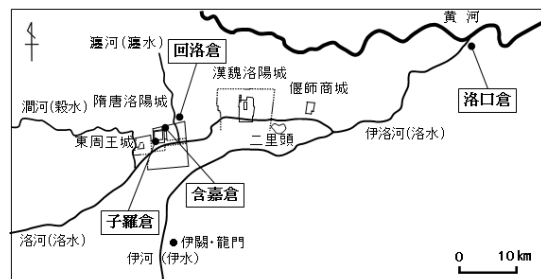 黄河
瀍河(瀍水)
回洛倉
漢魏洛陽城
偃師商城
洛口倉
隋唐洛陽城
澗河(穀水)
東周王城
二里頭
伊洛河(洛水)
含嘉倉
子羅倉
洛河(洛水)
伊闕・龍門
伊河(伊水)
0 10km